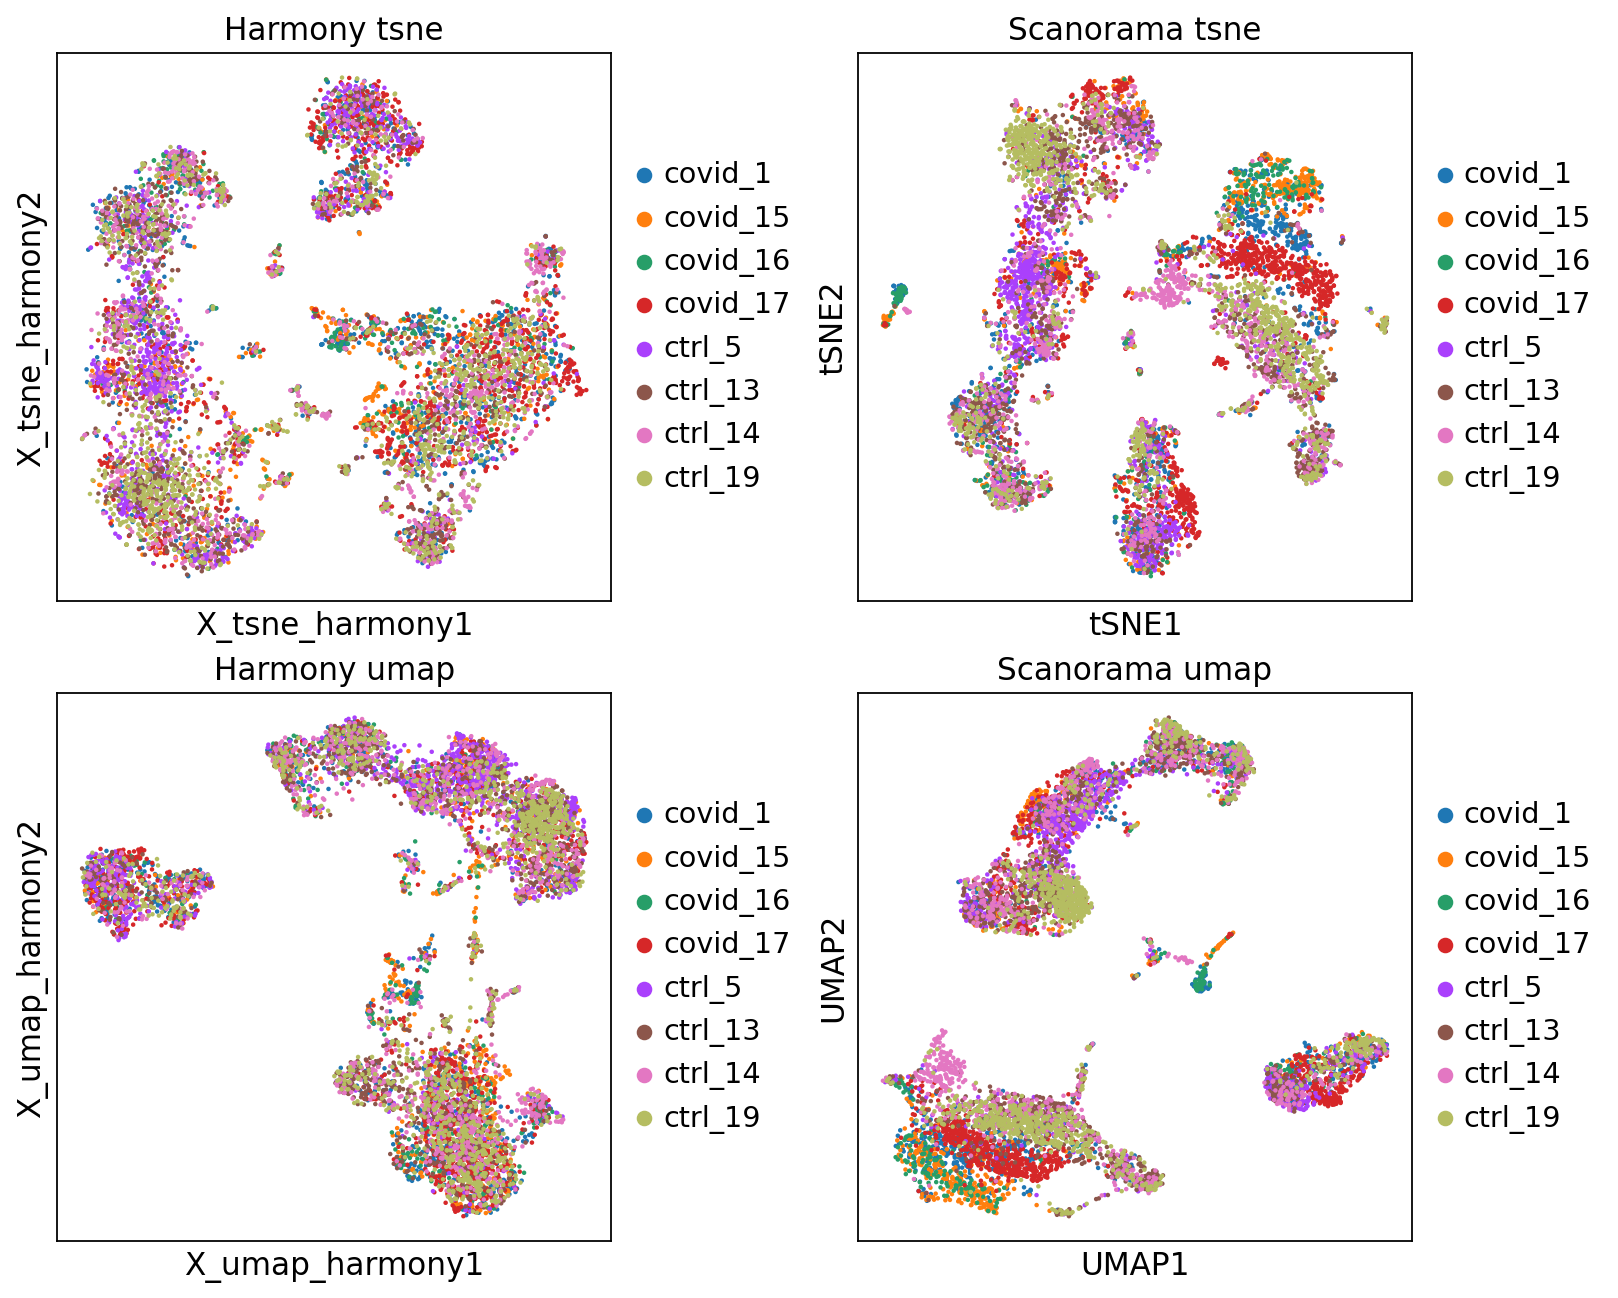 Harmony tsne
X_tsne_harmony2
X_tsne_harmony1
covid_1
covid_15
covid_16
covid_17
ctrl_5
ctrl_13
ctrl_14
ctrl_19
Scanorama tsne
tSNE2
tSNE1
covid_1
covid_15
covid_16
covid_17
ctrl_5
ctrl_13
ctrl_14
ctrl_19
Harmony umap
X_umap_harmony2
X_umap_harmony1
covid_1
covid_15
covid_16
covid_17
ctrl_5
ctrl_13
ctrl_14
ctrl_19
Scanorama umap
UMAP2
UMAP1
covid_1
covid_15
covid_16
covid_17
ctrl_5
ctrl_13
ctrl_14
ctrl_19